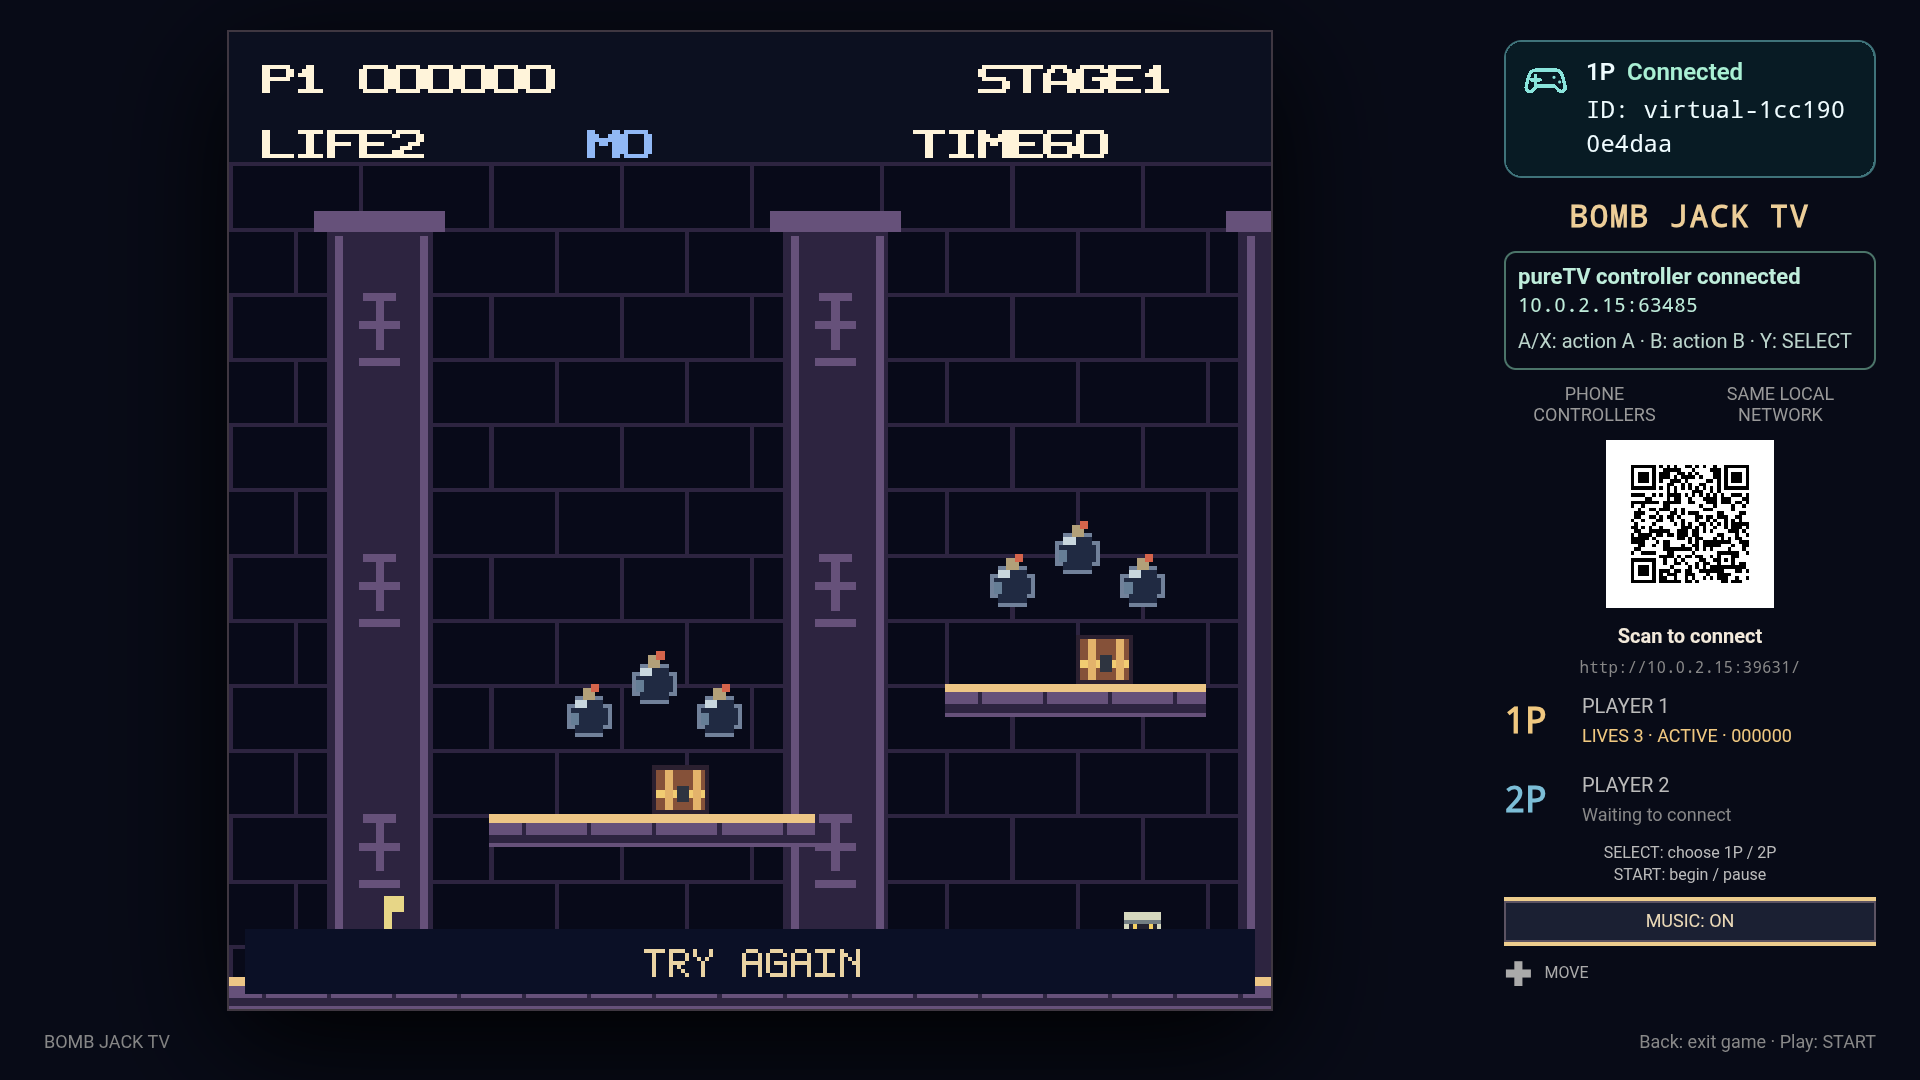 P1 000000
STAGE1
LIFE2
M0
TIME60
TRY AGAIN
BOMB JACK TV
1P Connected
ID: virtual-1cc190
0e4daa
BOMB JACK TV
pureTV controller connected
10.0.2.15:63485
A/X: action A · B: action B · Y: SELECT
PHONE
CONTROLLERS
SAME LOCAL
NETWORK
Scan to connect
http://10.0.2.15:39631/
1P
PLAYER 1
LIVES 3 · ACTIVE · 000000
2P
PLAYER 2
Waiting to connect
SELECT: choose 1P / 2P
START: begin / pause
MUSIC: ON
MOVE
Back: exit game · Play: START